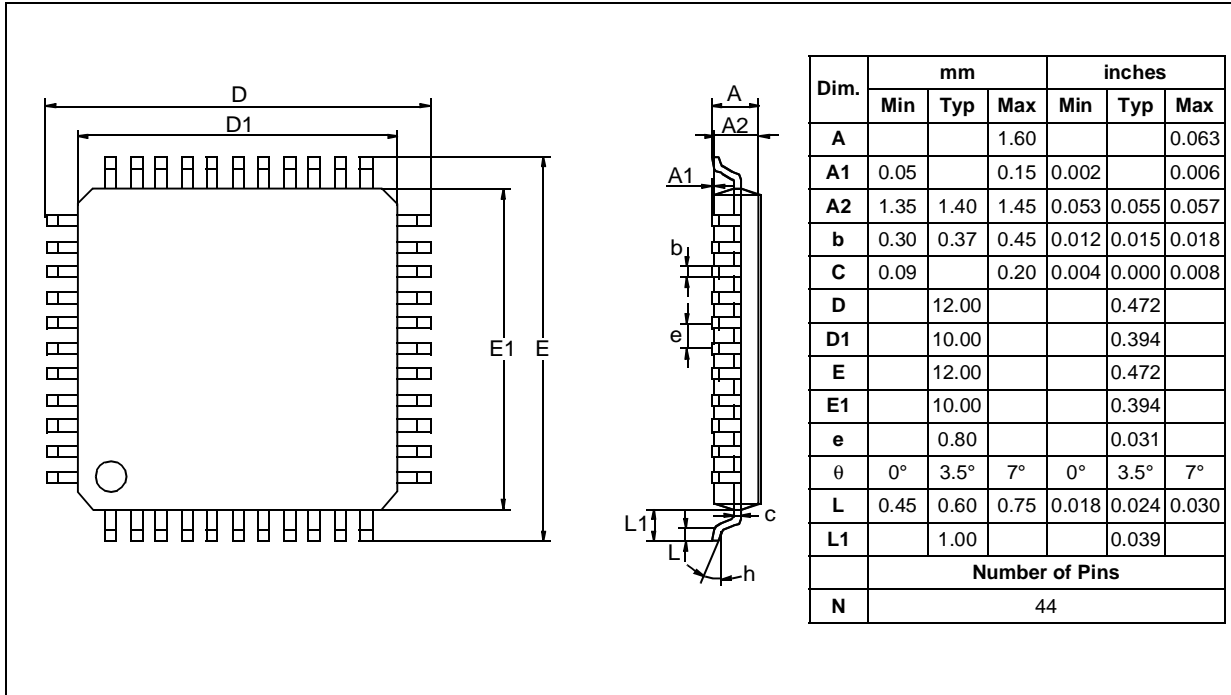 D
D1
E1
E
A
A2
A1
b
e
L1
L
c
h
Dim. mm inches
Min Typ Max Min Typ Max
A 1.60 0.063
A1 0.05 0.15 0.002 0.006
A2 1.35 1.40 1.45 0.053 0.055 0.057
b 0.30 0.37 0.45 0.012 0.015 0.018
C 0.09 0.20 0.004 0.000 0.008
D 12.00 0.472
D1 10.00 0.394
E 12.00 0.472
E1 10.00 0.394
e 0.80 0.031
θ 0° 3.5° 7° 0° 3.5° 7°
L 0.45 0.60 0.75 0.018 0.024 0.030
L1 1.00 0.039
Number of Pins
N 44